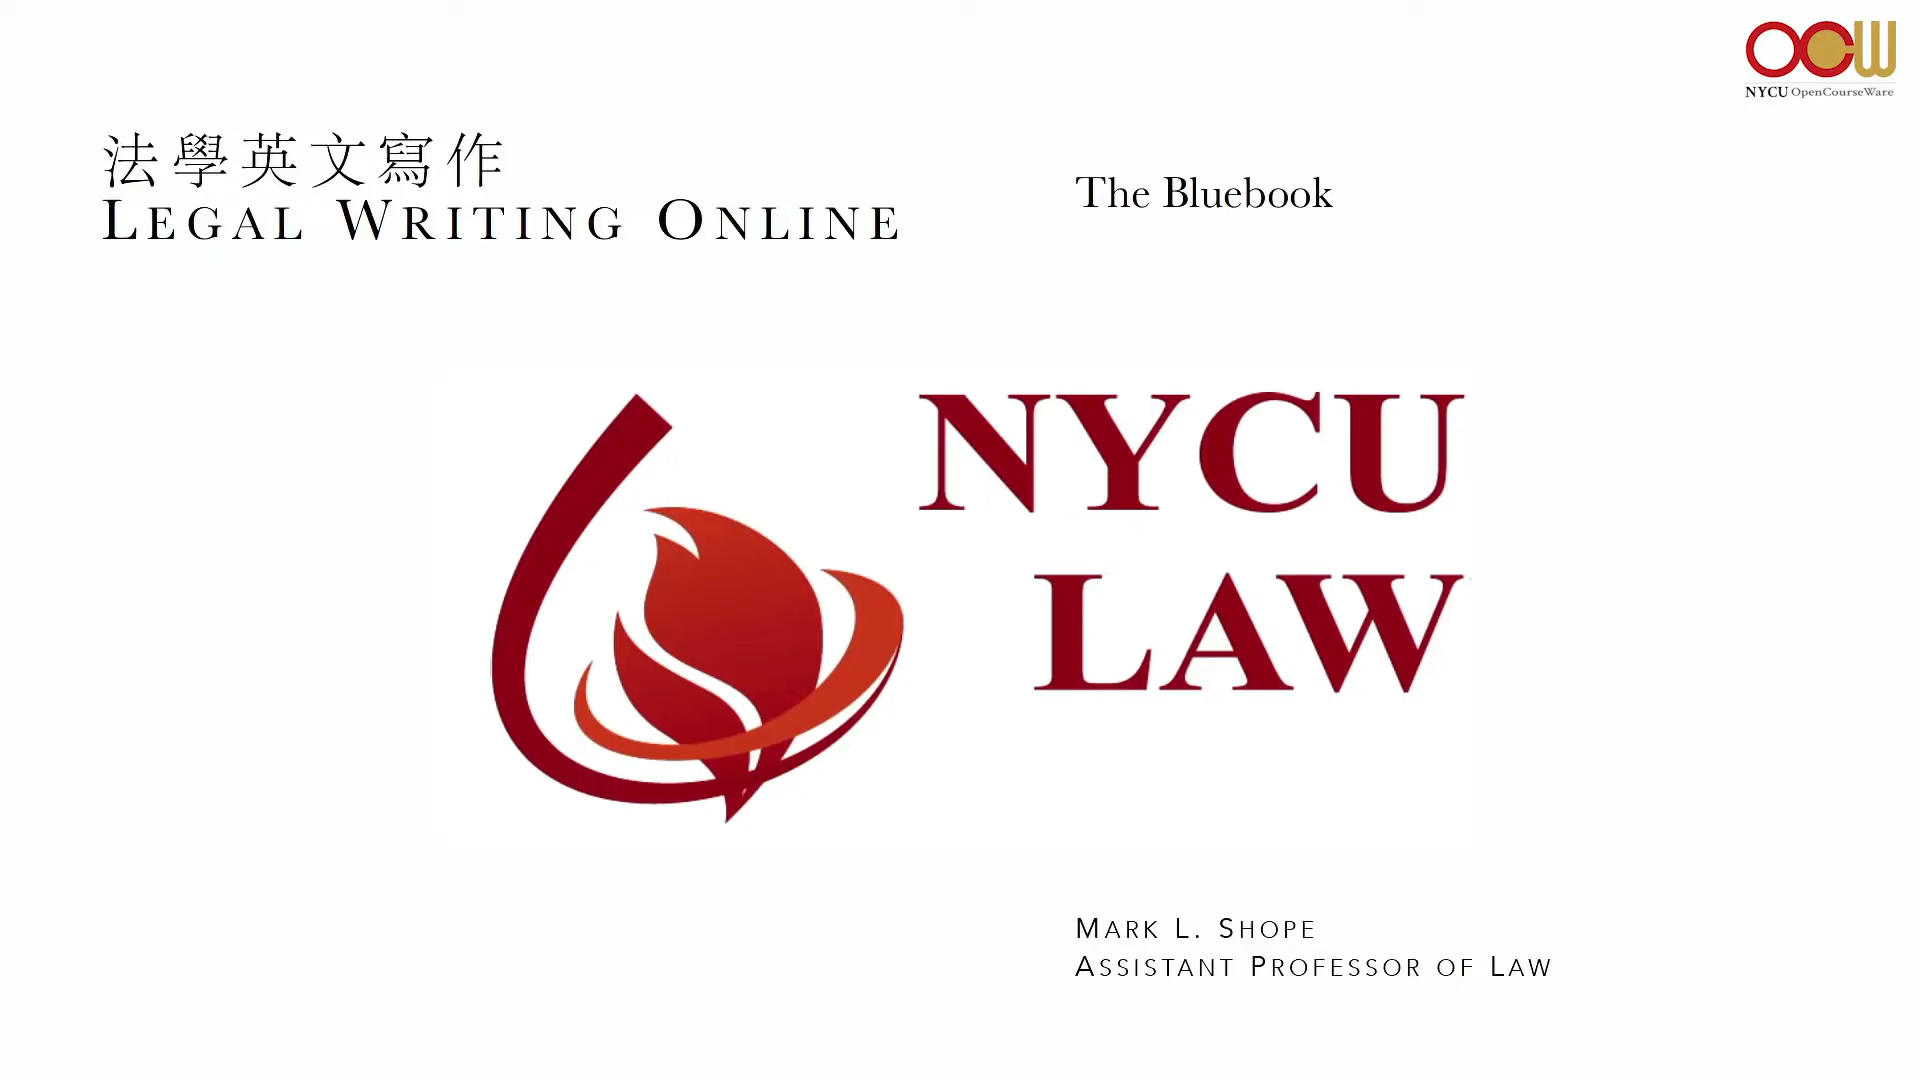 OCW
NYCU OpenCourseWare
法學英文寫作
LEGAL WRITING ONLINE
The Bluebook
NYCU
LAW
MARK L. SHOPE
ASSISTANT PROFESSOR OF LAW